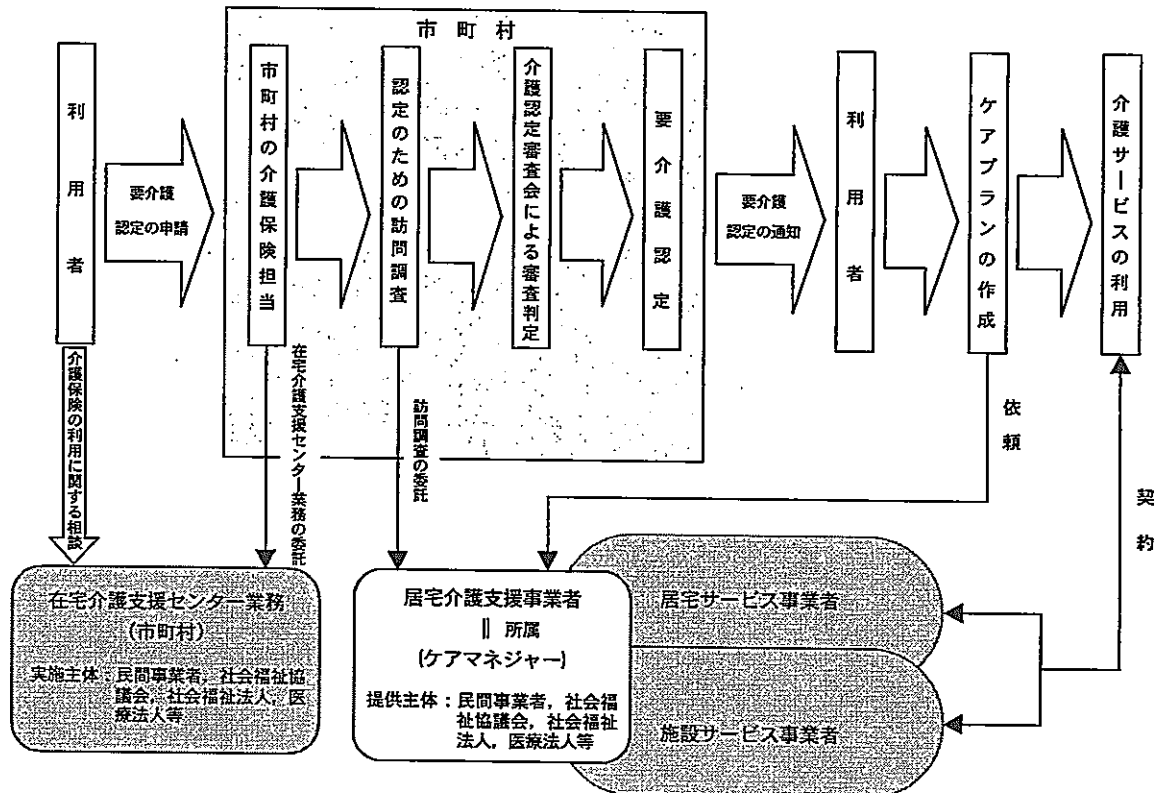 市町村
利用者
要介護
認定の申請
市町村の介護保険担当
認定のための訪問調査
介護認定審査会による審査判定
要介護認定
要介護
認定の通知
利用者
ケアプランの作成
介護サービスの利用
介護保険の利用に関する相談
在宅介護支援センター業務の委託
訪問調査の委託
依頼
契約
在宅介護支援センター業務
(市町村)
実施主体:民間事業者,社会福祉協
議会,社会福祉法人,医
療法人等
居宅介護支援事業者
‖ 所属
(ケアマネジャー)
提供主体:民間事業者,社会福
祉協議会,社会福祉
法人,医療法人等
居宅サービス事業者
施設サービス事業者